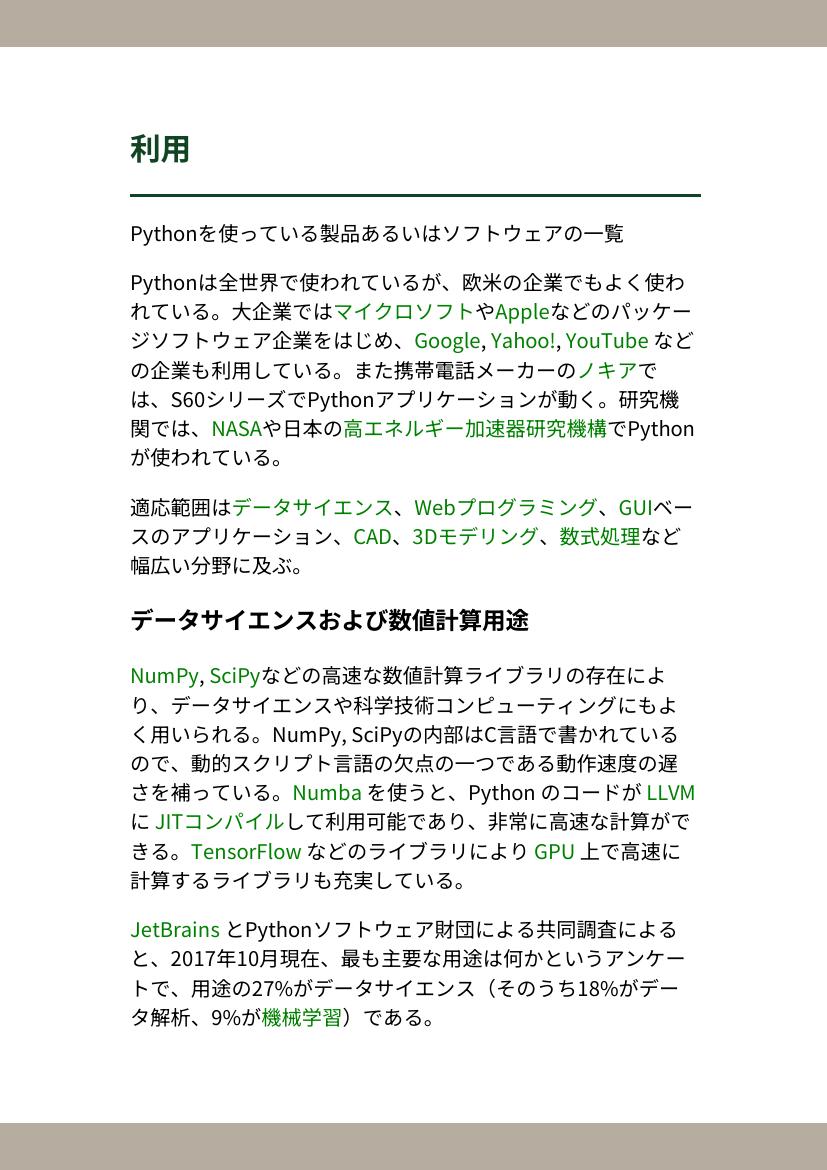 利用
Pythonを使っている製品あるいはソフトウェアの一覧
Pythonは全世界で使われているが、欧米の企業でもよく使わ
れている。大企業ではマイクロソフトやAppleなどのパッケー
ジソフトウェア企業をはじめ、Google, Yahoo!, YouTube など
の企業も利用している。また携帯電話メーカーのノキアで
は、S60シリーズでPythonアプリケーションが動く。研究機
関では、NASAや日本の高エネルギー加速器研究機構でPython
が使われている。
適応範囲はデータサイエンス、Webプログラミング、GUIベー
スのアプリケーション、CAD、3Dモデリング、数式処理など
幅広い分野に及ぶ。
データサイエンスおよび数値計算用途
NumPy, SciPyなどの高速な数値計算ライブラリの存在によ
り、データサイエンスや科学技術コンピューティングにもよ
く用いられる。NumPy, SciPyの内部はC言語で書かれている
ので、動的スクリプト言語の欠点の一つである動作速度の遅
さを補っている。Numba を使うと、Python のコードが LLVM
に JITコンパイルして利用可能であり、非常に高速な計算がで
きる。TensorFlow などのライブラリにより GPU 上で高速に
計算するライブラリも充実している。
JetBrains とPythonソフトウェア財団による共同調査による
と、2017年10月現在、最も主要な用途は何かというアンケー
トで、用途の27%がデータサイエンス（そのうち18%がデー
タ解析、9%が機械学習）である。